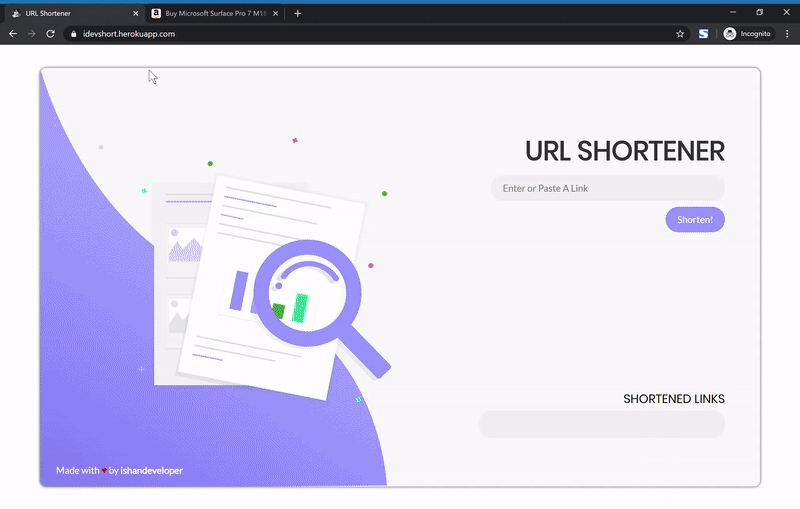 URL Shortener
Buy Microsoft Surface Pro 7 M18
idevshort.herokuapp.com
Incognito
URL SHORTENER
Enter or Paste A Link
Shorten!
SHORTENED LINKS
Made with ♥ by ishandeveloper